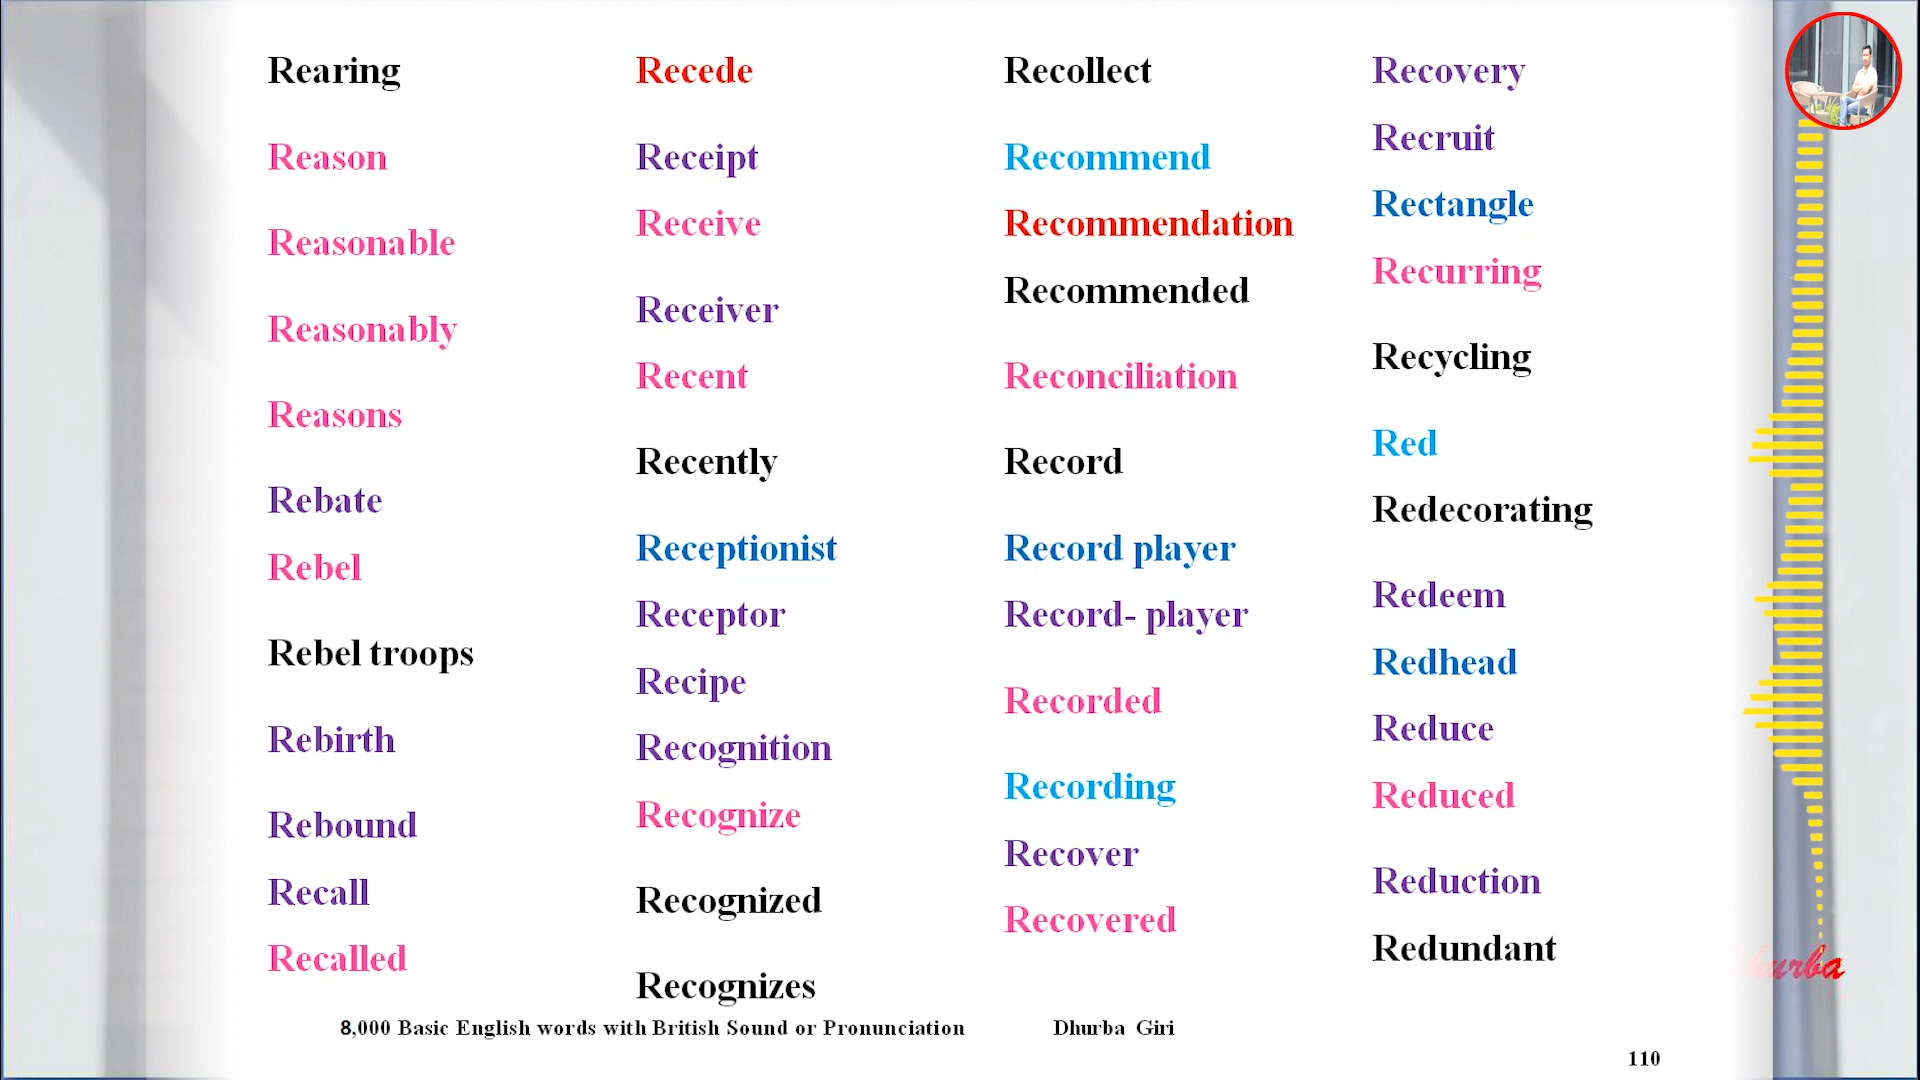 Rearing
Reason
Reasonable
Reasonably
Reasons
Rebate
Rebel
Rebel troops
Rebirth
Rebound
Recall
Recalled
Recede
Receipt
Receive
Receiver
Recent
Recently
Receptionist
Receptor
Recipe
Recognition
Recognize
Recognized
Recognizes
Recollect
Recommend
Recommendation
Recommended
Reconciliation
Record
Record player
Record- player
Recorded
Recording
Recover
Recovered
Recovery
Recruit
Rectangle
Recurring
Recycling
Red
Redecorating
Redeem
Redhead
Reduce
Reduced
Reduction
Redundant
8,000 Basic English words with British Sound or Pronunciation Dhurba Giri
110